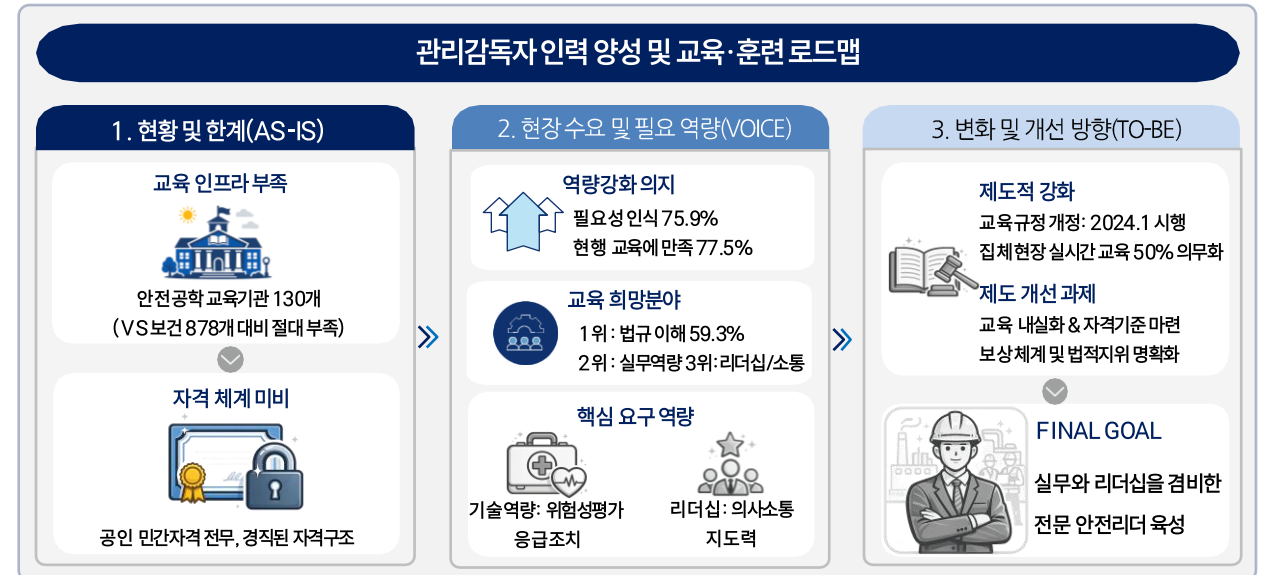 관리감독자 인력 양성 및 교육·훈련 로드맵
1. 현황 및 한계(AS-IS)
교육 인프라 부족
안전공학 교육기관 130개
(VS 보건 878개 대비 절대 부족)
자격 체계 미비
공인 민간자격 전무, 경직된 자격구조
2. 현장 수요 및 필요 역량(VOICE)
역량강화 의지
필요성 인식 75.9%
현행 교육에 만족 77.5%
교육 희망분야
1위 : 법규 이해 59.3%
2위 : 실무역량 3위:리더십/소통
핵심 요구 역량
기술역량: 위험성평가
응급조치
리더십: 의사소통
지도력
3. 변화 및 개선 방향(TO-BE)
제도적 강화
교육규정 개정: 2024.1 시행
집체현장 실시간 교육 50% 의무화
제도 개선 과제
교육 내실화 & 자격기준 마련
보상체계 및 법적지위 명확화
FINAL GOAL
실무와 리더십을 겸비한
전문 안전리더 육성